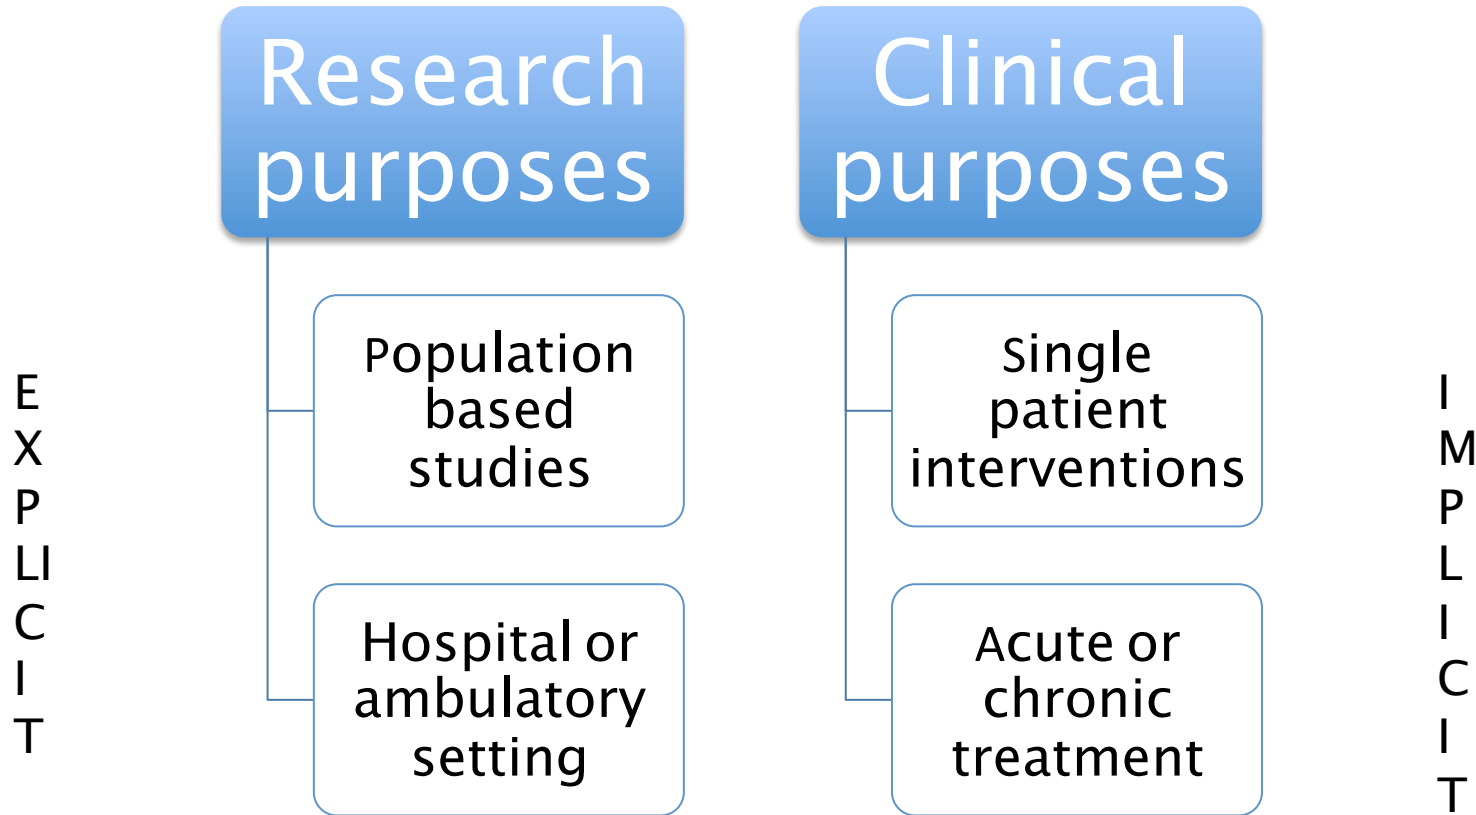 Research
purposes
Clinical
purposes
Population
based
studies
Single
patient
interventions
Hospital or
ambulatory
setting
Acute or
chronic
treatment
E
X
P
LI
C
I
T
I
M
P
L
I
C
I
T